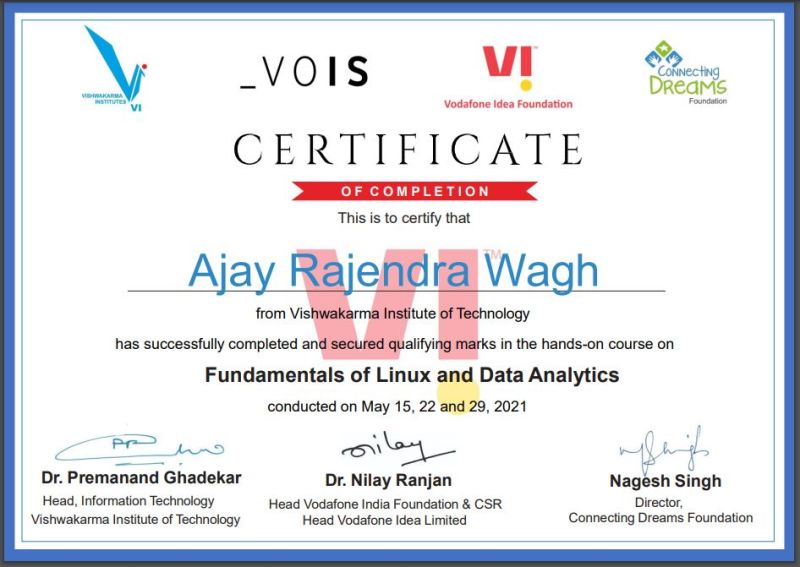 VISHWAKARMA
INSTITUTES
VI
_VOIS
VI™
Vodafone Idea Foundation
Connecting
Dreams
Foundation
CERTIFICATE
OF COMPLETION
This is to certify that
VI™
Ajay Rajendra Wagh
from Vishwakarma Institute of Technology
has successfully completed and secured qualifying marks in the hands-on course on
Fundamentals of Linux and Data Analytics
conducted on May 15, 22 and 29, 2021
Dr. Premanand Ghadekar
Head, Information Technology
Vishwakarma Institute of Technology
Dr. Nilay Ranjan
Head Vodafone India Foundation & CSR
Head Vodafone Idea Limited
Nagesh Singh
Director,
Connecting Dreams Foundation